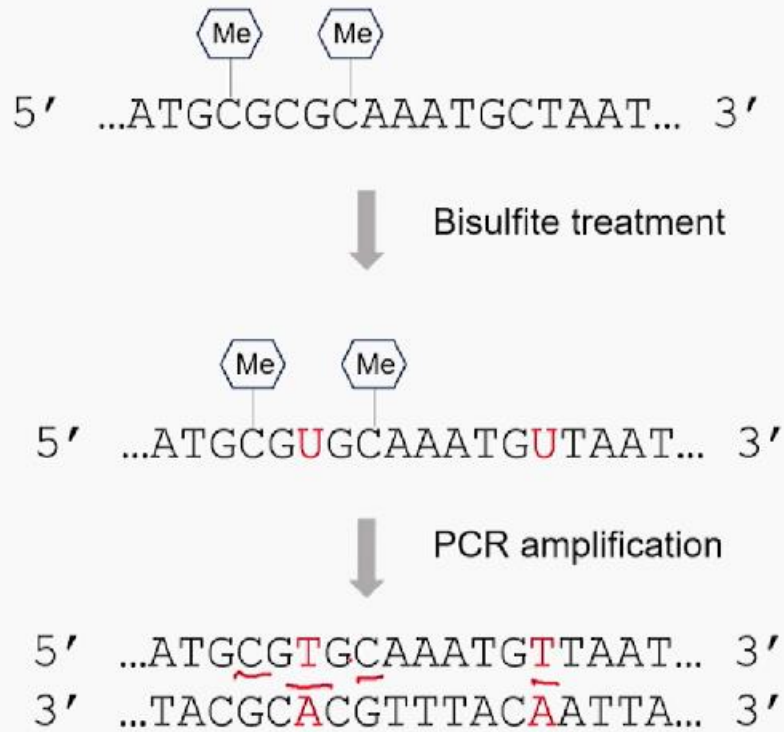 Me Me
5′ ...ATGCGCGCAAATGCTAAT... 3′
Bisulfite treatment
Me Me
5′ ...ATGCGUGCAAATGUTAAT... 3′
PCR amplification
5′ ...ATGCGTGCAAATGTTAAT... 3′
3′ ...TACGCACGTTTACAATTA... 3′